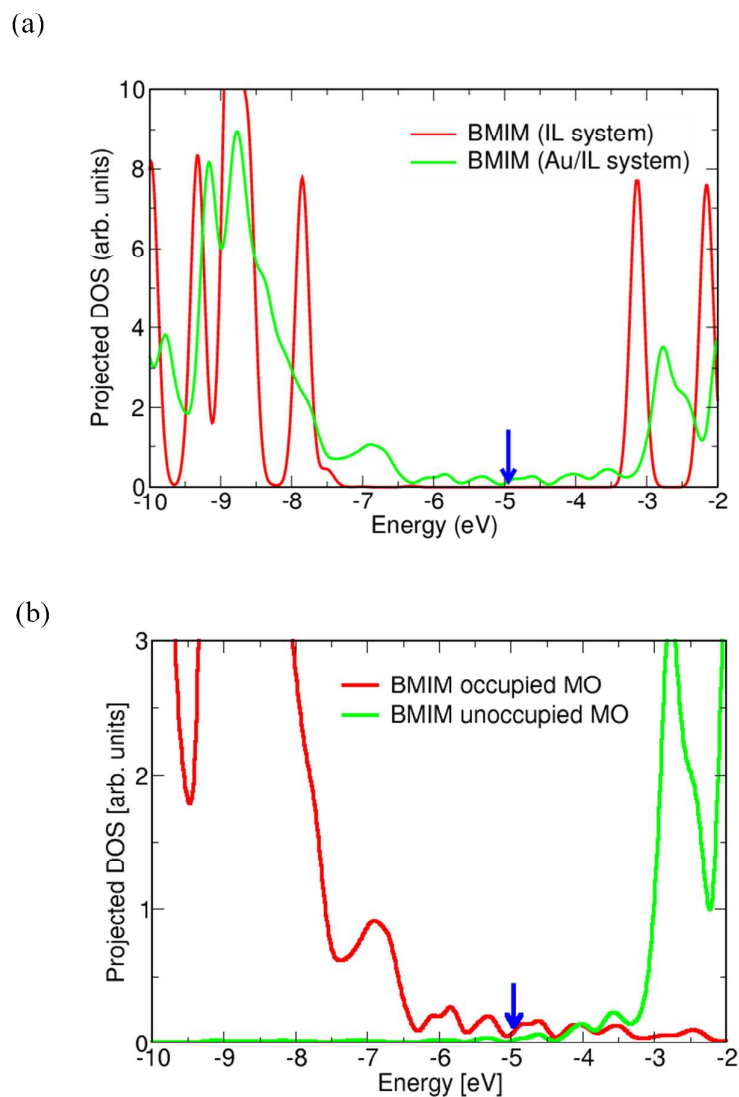 (a)
10
8
6
4
2
0
Projected DOS (arb. units)
BMIM (IL system)
BMIM (Au/IL system)
-10 -9 -8 -7 -6 -5 -4 -3 -2
Energy (eV)
(b)
3
2
1
0
Projected DOS [arb. units]
BMIM occupied MO
BMIM unoccupied MO
-10 -9 -8 -7 -6 -5 -4 -3 -2
Energy [eV]